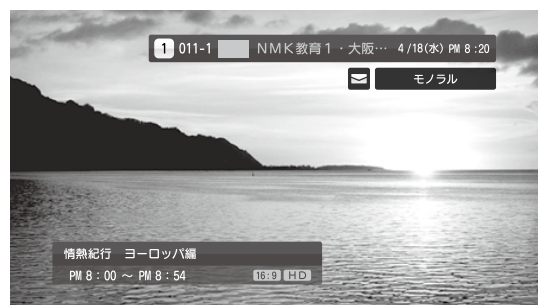 1 011-1 NMK教育1・大阪… 4/18(水) PM 8:20
モノラル
情熱紀行 ヨーロッパ編
PM 8:00 ～ PM 8:54 16:9 HD